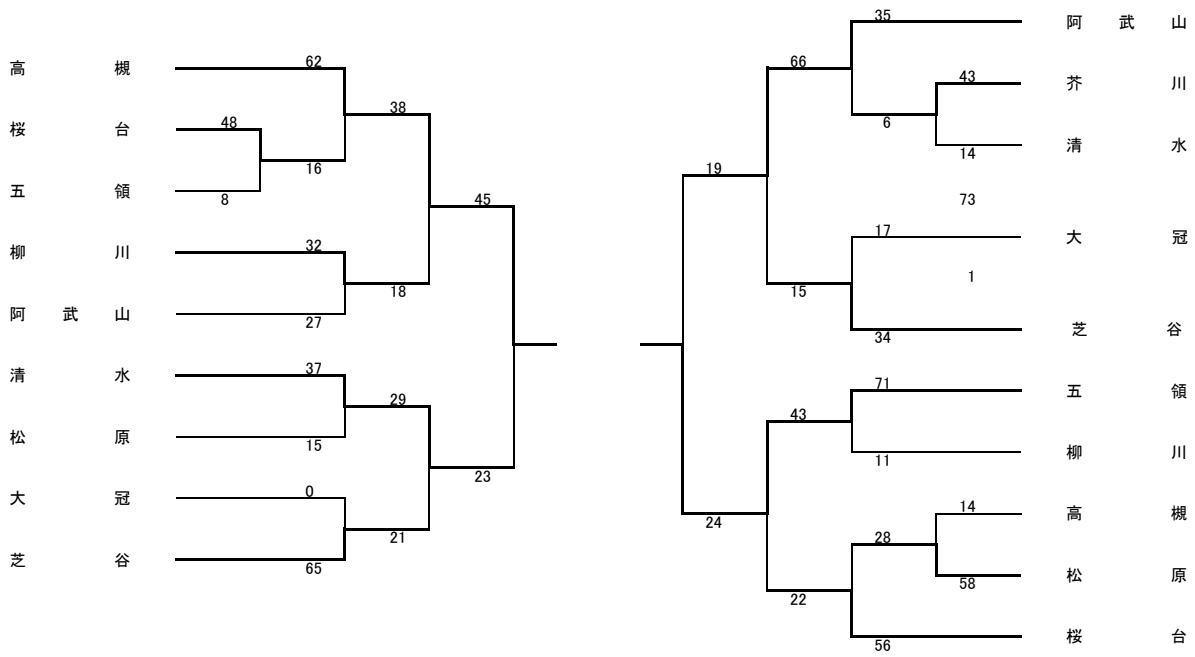 高 槻 62
38
桜 台 48
16
五 領 8
45
柳 川 32
18
阿 武 山 27
清 水 37
29
松 原 15
23
大 冠 0
21
芝 谷 65
35 阿 武 山
66
43 芥 川
6
14 清 水
19
73
17 大 冠
1
15
34 芝 谷
71 五 領
43
11 柳 川
24
14 高 槻
28
58 松 原
22
56 桜 台